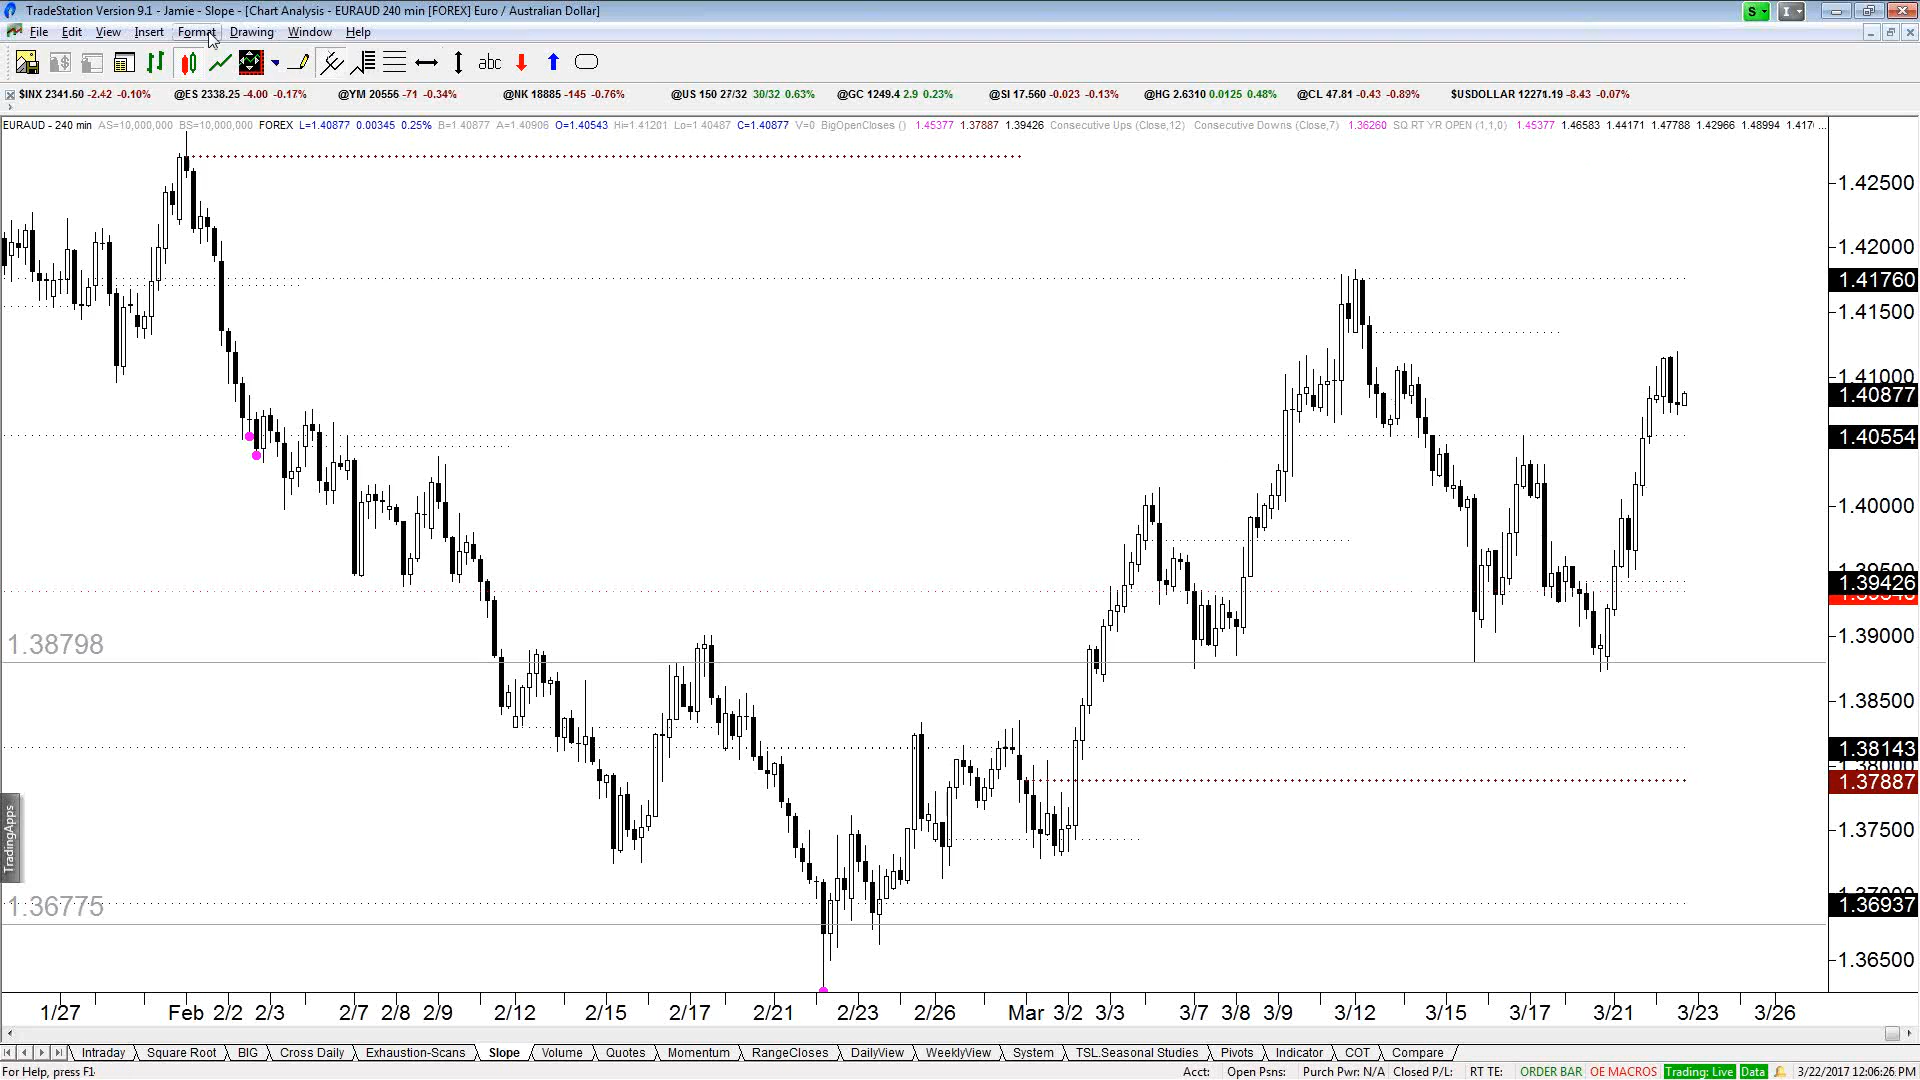 TradeStation Version 9.1 - Jamie - Slope - [Chart Analysis - EURAUD 240 min [FOREX] Euro / Australian Dollar]
S I
File Edit View Insert Format Drawing Window Help
abc
$INX 2341.60 -2.42 -0.10% @ES 2338.25 -4.00 -0.17% @YM 20556 -71 -0.34% @NK 18885 -145 -0.76% @US 150 27/32 30/32 0.63% @GC 1249.4 2.9 0.23% @SI 17.560 -0.023 -0.13% @HG 2.6310 0.0125 0.48% @CL 47.81 -0.43 -0.89% $USDOLLAR 12271.19 -8.43 -0.07%
EURAUD - 240 min AS=10,000,000 BS=10,000,000 FOREX L=1.40877 0.00345 0.25% B=1.40877 A=1.40906 O=1.40543 Hi=1.41201 Lo=1.40487 C=1.40877 V=0 BigOpenCloses () 1.45377 1.37887 1.39426 Consecutive Ups (Close,12) Consecutive Downs (Close,7) 1.36260 SQ RT YR OPEN (1,1,0) 1.45377 1.46583 1.44171 1.47788 1.42966 1.48994 1.417 ...
1.42500
1.42000
1.41760
1.41500
1.41000
1.40877
1.40554
1.40000
1.39426
1.39000
1.38798
1.38500
1.38143
1.38000
1.37887
1.37500
1.37000
1.36775
1.36937
1.36500
TradingApps
1/27 Feb 2/2 2/3 2/7 2/8 2/9 2/12 2/15 2/17 2/21 2/23 2/26 Mar 3/2 3/3 3/7 3/8 3/9 3/12 3/15 3/17 3/21 3/23 3/26
Intraday Square Root BIG Cross Daily Exhaustion-Scans Slope Volume Quotes Momentum RangeCloses DailyView WeeklyView System TSL.Seasonal Studies Pivots Indicator COT Compare
For Help, press F1 Acct: Open Psns: Purch Pwr: N/A Closed P/L: RT TE: ORDER BAR OE MACROS Trading: Live Data 3/22/2017 12:06:26 PM